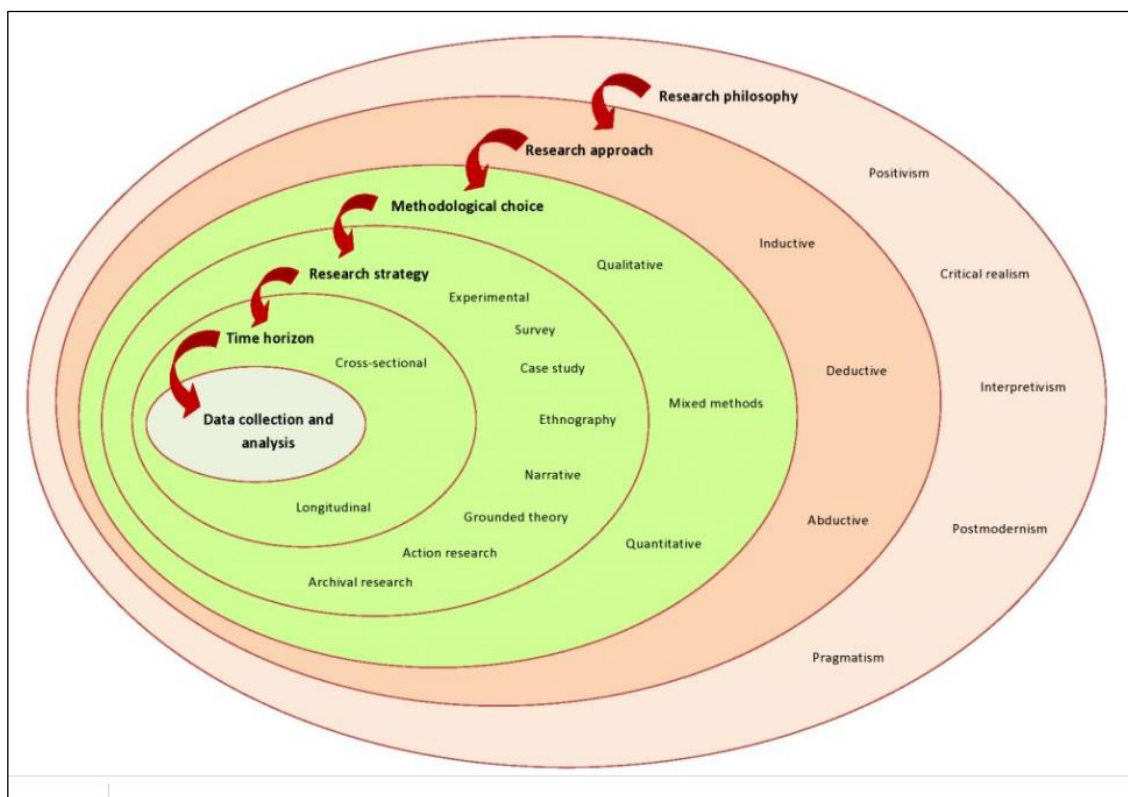 Research philosophy
Research approach
Positivism
Methodological choice
Inductive
Qualitative
Critical realism
Research strategy
Experimental
Survey
Time horizon
Cross-sectional
Case study
Deductive
Interpretivism
Mixed methods
Data collection and
analysis
Ethnography
Narrative
Longitudinal
Grounded theory
Abductive
Postmodernism
Quantitative
Action research
Archival research
Pragmatism